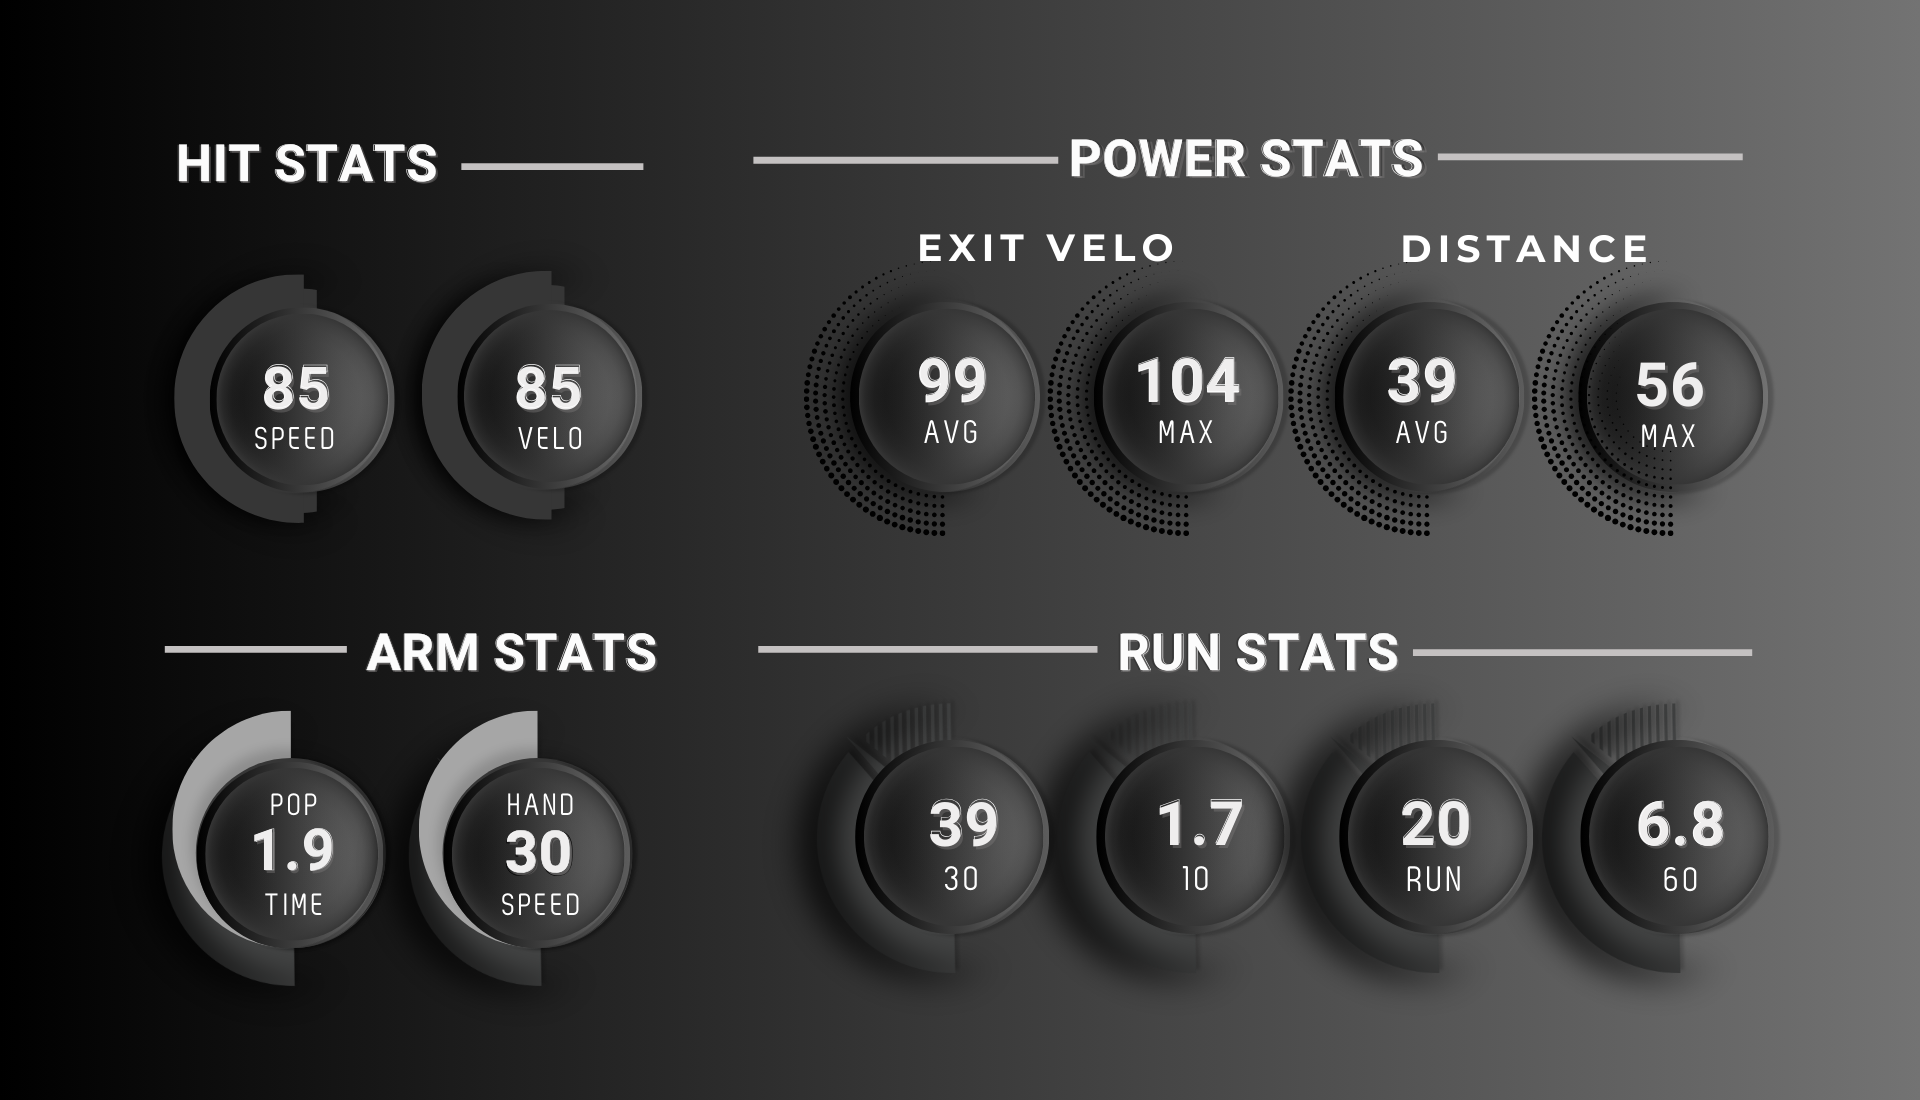 HIT STATS
85
SPEED
85
VELO
POWER STATS
EXIT VELO
99
AVG
104
MAX
DISTANCE
39
AVG
56
MAX
ARM STATS
POP
1.9
TIME
HAND
30
SPEED
RUN STATS
39
30
1.7
10
20
RUN
6.8
60